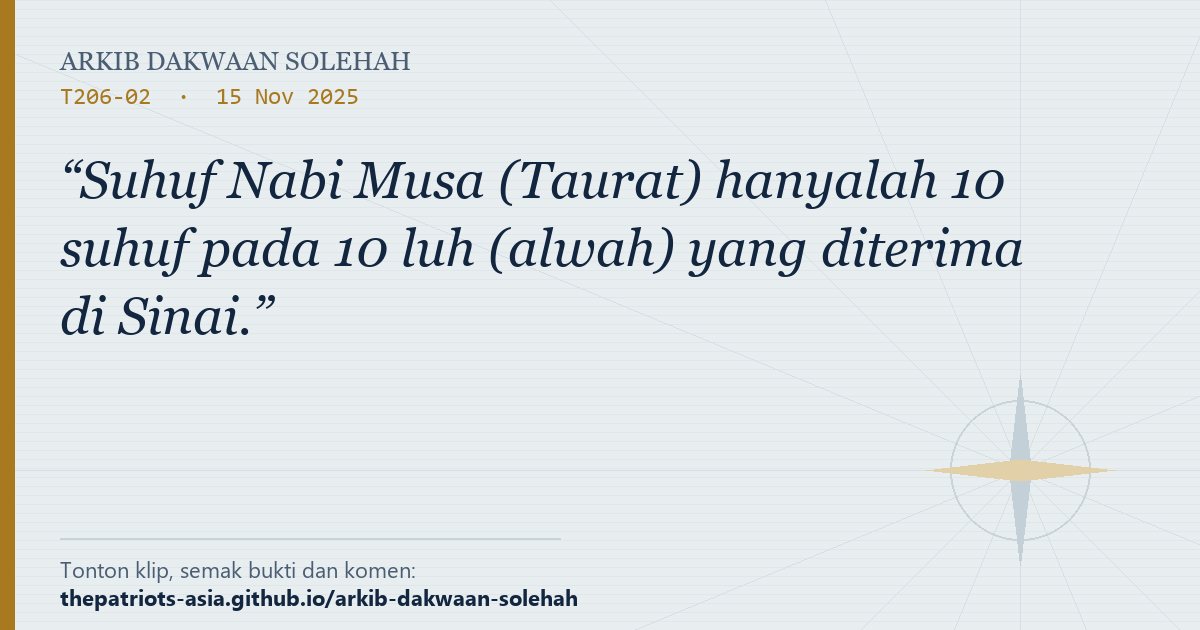 ARKIB DAKWAAN SOLEHAH
T206-02 · 15 Nov 2025
“Suhuf Nabi Musa (Taurat) hanyalah 10
suhuf pada 10 luh (alwah) yang diterima
di Sinai.”
Tonton klip, semak bukti dan komen:
thepatriots-asia.github.io/arkib-dakwaan-solehah